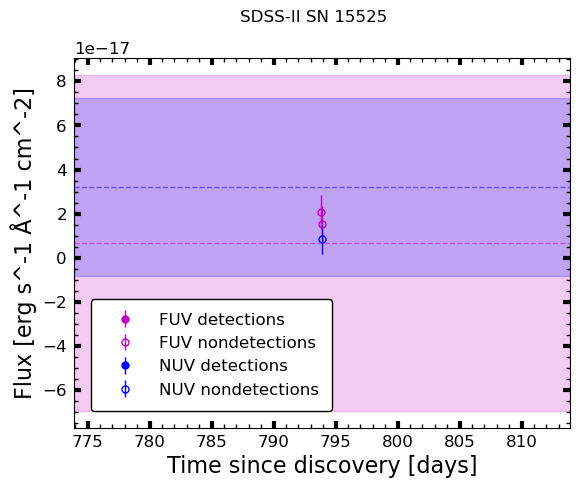 SDSS-II SN 15525
1e−17
8
6
4
2
0
−2
−4
−6
Flux [erg s^-1 Å^-1 cm^-2]
FUV detections
FUV nondetections
NUV detections
NUV nondetections
775 780 785 790 795 800 805 810
Time since discovery [days]